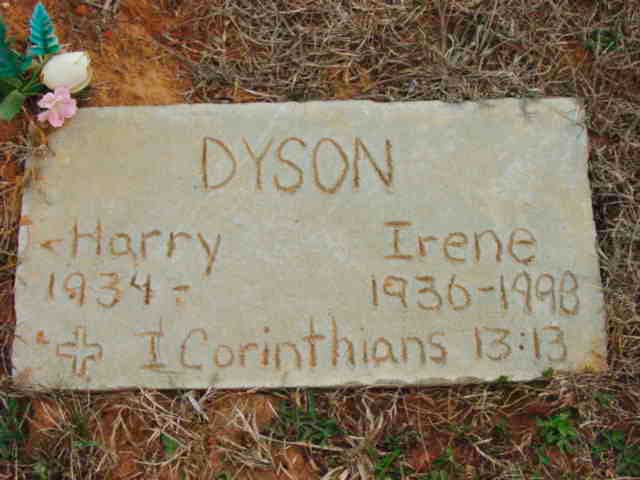 DYSON
Harry Irene
1934- 1936-1998
I Corinthians 13:13